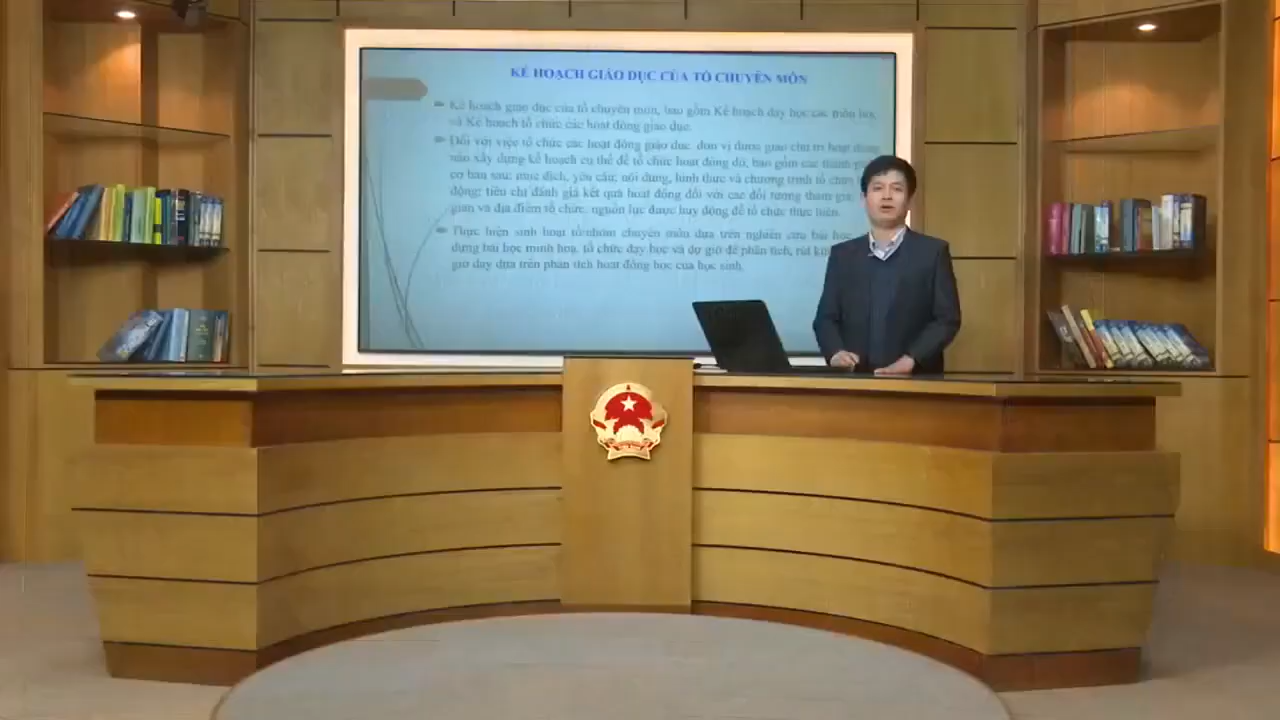 KẾ HOẠCH GIÁO DỤC CỦA TỔ CHUYÊN MÔN
Kế hoạch giáo dục của tổ chuyên môn, bao gồm Kế hoạch dạy học các môn học
và Kế hoạch tổ chức các hoạt động giáo dục.
Đối với việc tổ chức các hoạt động giáo dục, đơn vị được giao chủ trì hoạt động
nào xây dựng kế hoạch cụ thể để tổ chức hoạt động đó, bao gồm các thành
cơ bản sau: mục đích, yêu cầu; nội dung, hình thức và chương trình tổ chức
động; tiêu chí đánh giá kết quả hoạt động đối với các đối tượng tham gia;
gian và địa điểm tổ chức; nguồn lực được huy động để tổ chức thực hiện.
Thực hiện sinh hoạt tổ/nhóm chuyên môn dựa trên nghiên cứu bài học
dựng bài học minh họa, tổ chức dạy học và dự giờ để phân tích, rút
giờ dạy dựa trên phân tích hoạt động học của học sinh.